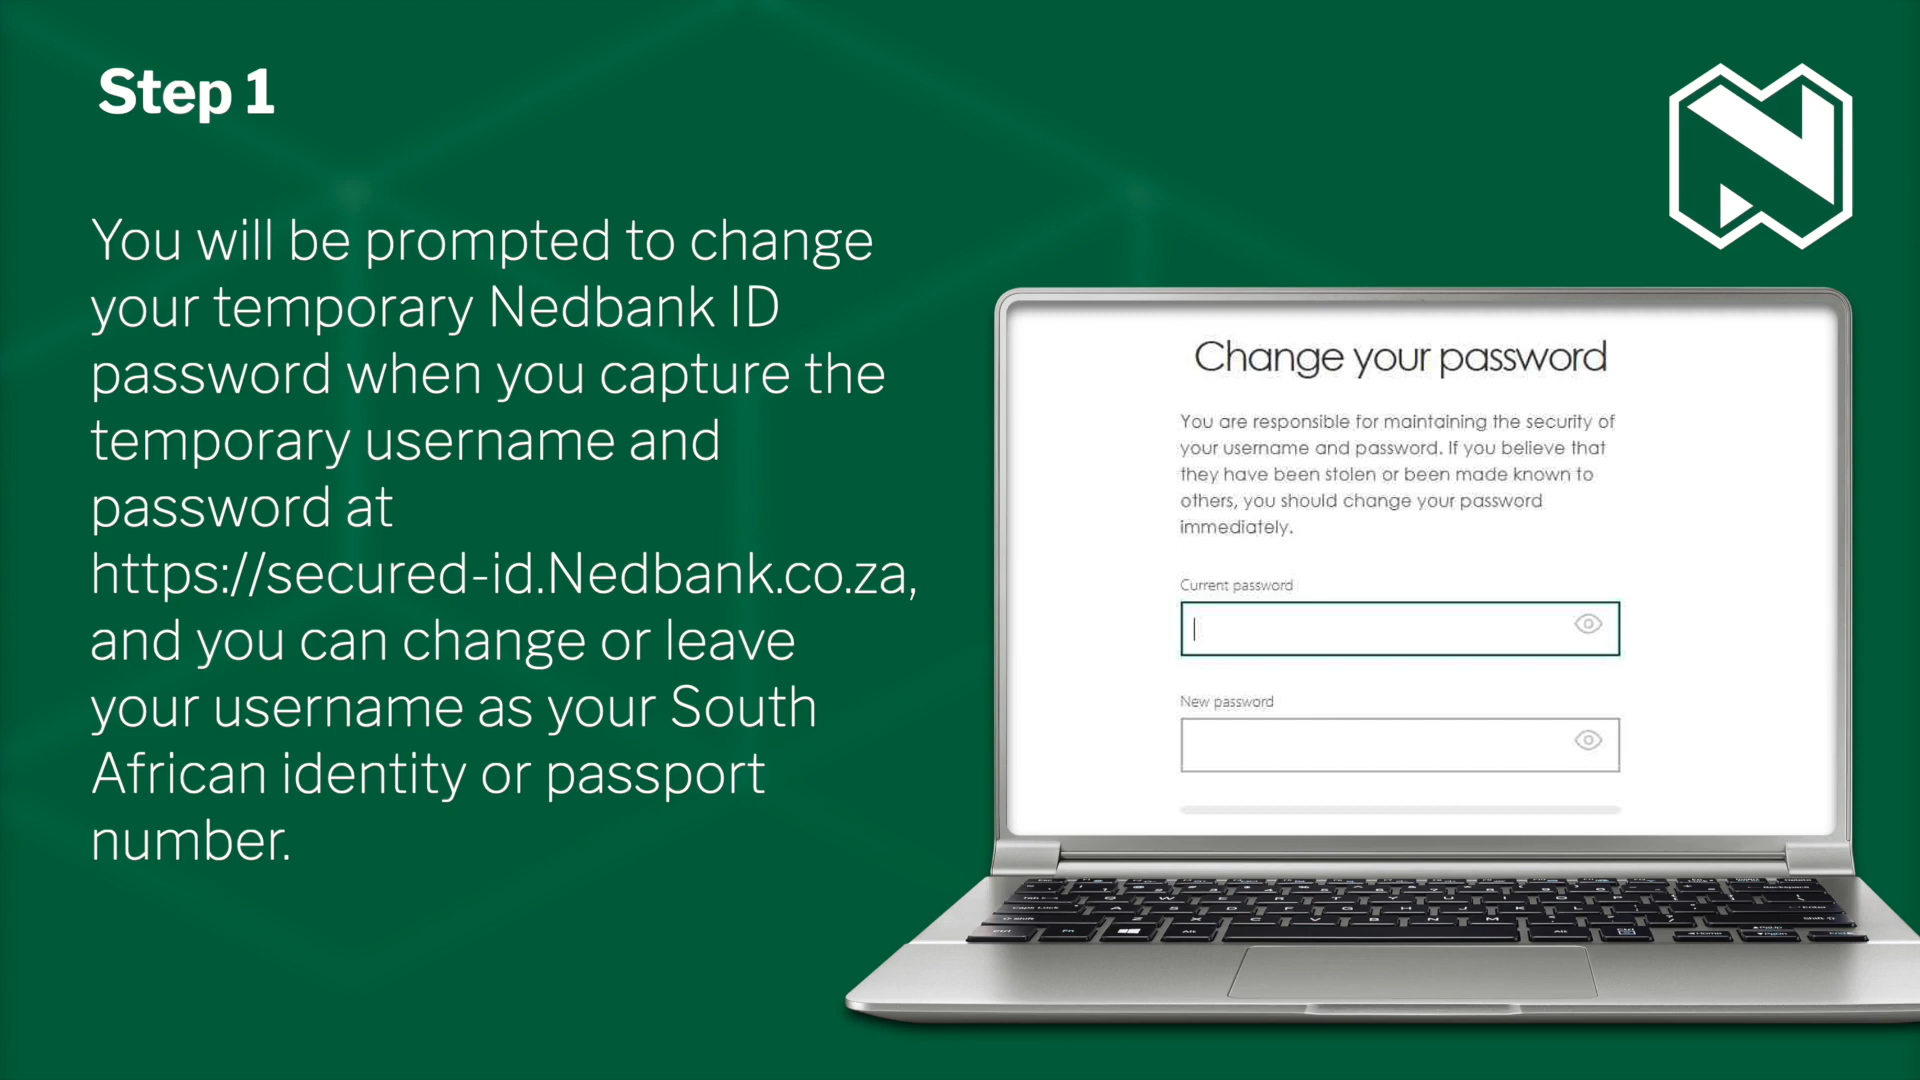 Step 1
You will be prompted to change
your temporary Nedbank ID
password when you capture the
temporary username and
password at
https://secured-id.Nedbank.co.za,
and you can change or leave
your username as your South
African identity or passport
number.
Change your password
You are responsible for maintaining the security of
your username and password. If you believe that
they have been stolen or been made known to
others, you should change your password
immediately.
Current password
New password